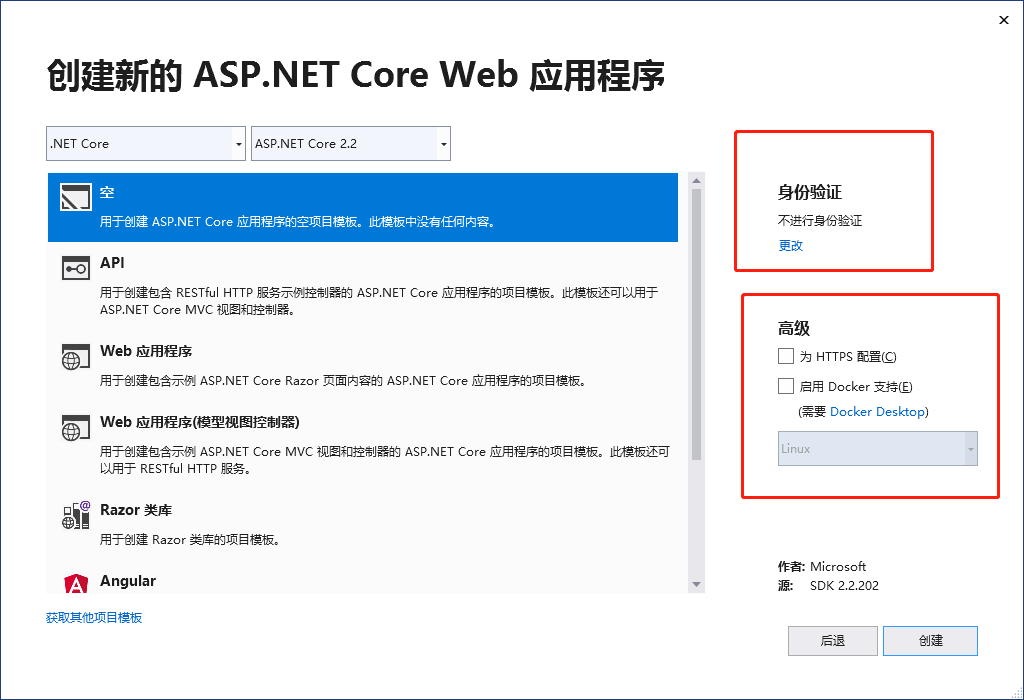 创建新的 ASP.NET Core Web 应用程序
.NET Core
ASP.NET Core 2.2
空
用于创建 ASP.NET Core 应用程序的空项目模板。此模板中没有任何内容。
API
用于创建包含 RESTful HTTP 服务示例控制器的 ASP.NET Core 应用程序的项目模板。此模板还可以用于
ASP.NET Core MVC 视图和控制器。
Web 应用程序
用于创建包含示例 ASP.NET Core Razor 页面内容的 ASP.NET Core 应用程序的项目模板。
Web 应用程序(模型视图控制器)
用于创建包含示例 ASP.NET Core MVC 视图和控制器的 ASP.NET Core 应用程序的项目模板。此模板还可
以用于 RESTful HTTP 服务。
Razor 类库
用于创建 Razor 类库的项目模板。
Angular
获取其他项目模板
身份验证
不进行身份验证
更改
高级
为 HTTPS 配置(C)
启用 Docker 支持(E)
(需要 Docker Desktop)
Linux
作者: Microsoft
源: SDK 2.2.202
后退
创建